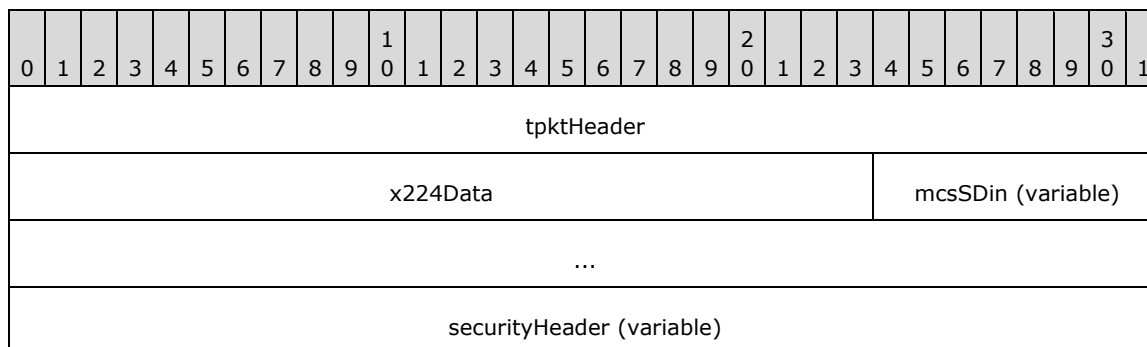 1 2 3
0 1 2 3 4 5 6 7 8 9 0 1 2 3 4 5 6 7 8 9 0 1 2 3 4 5 6 7 8 9 0 1
tpktHeader
x224Data mcsSDin (variable)
...
securityHeader (variable)